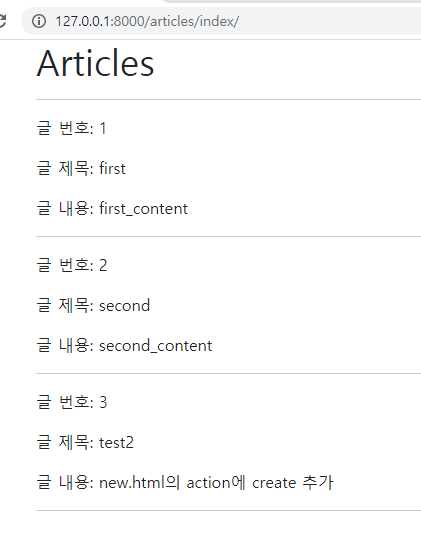 127.0.0.1:8000/articles/index/
Articles
글 번호: 1
글 제목: first
글 내용: first_content
글 번호: 2
글 제목: second
글 내용: second_content
글 번호: 3
글 제목: test2
글 내용: new.html의 action에 create 추가